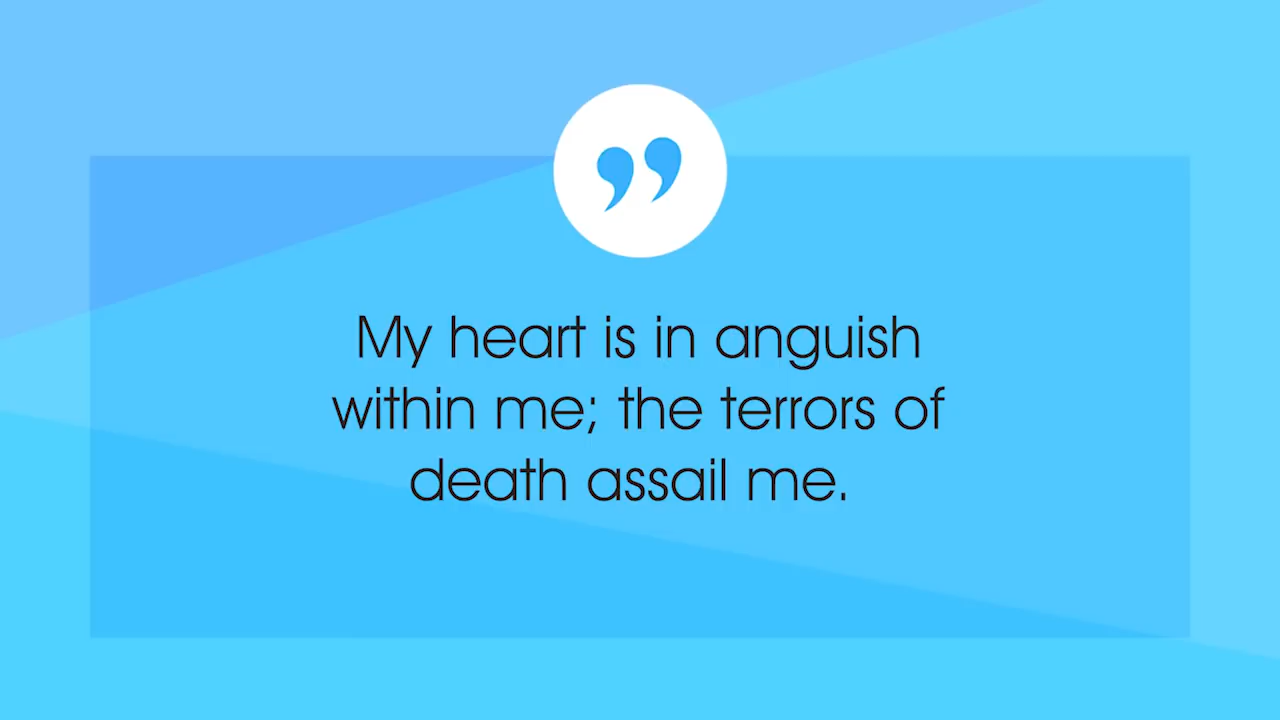 My heart is in anguish
within me; the terrors of
death assail me.